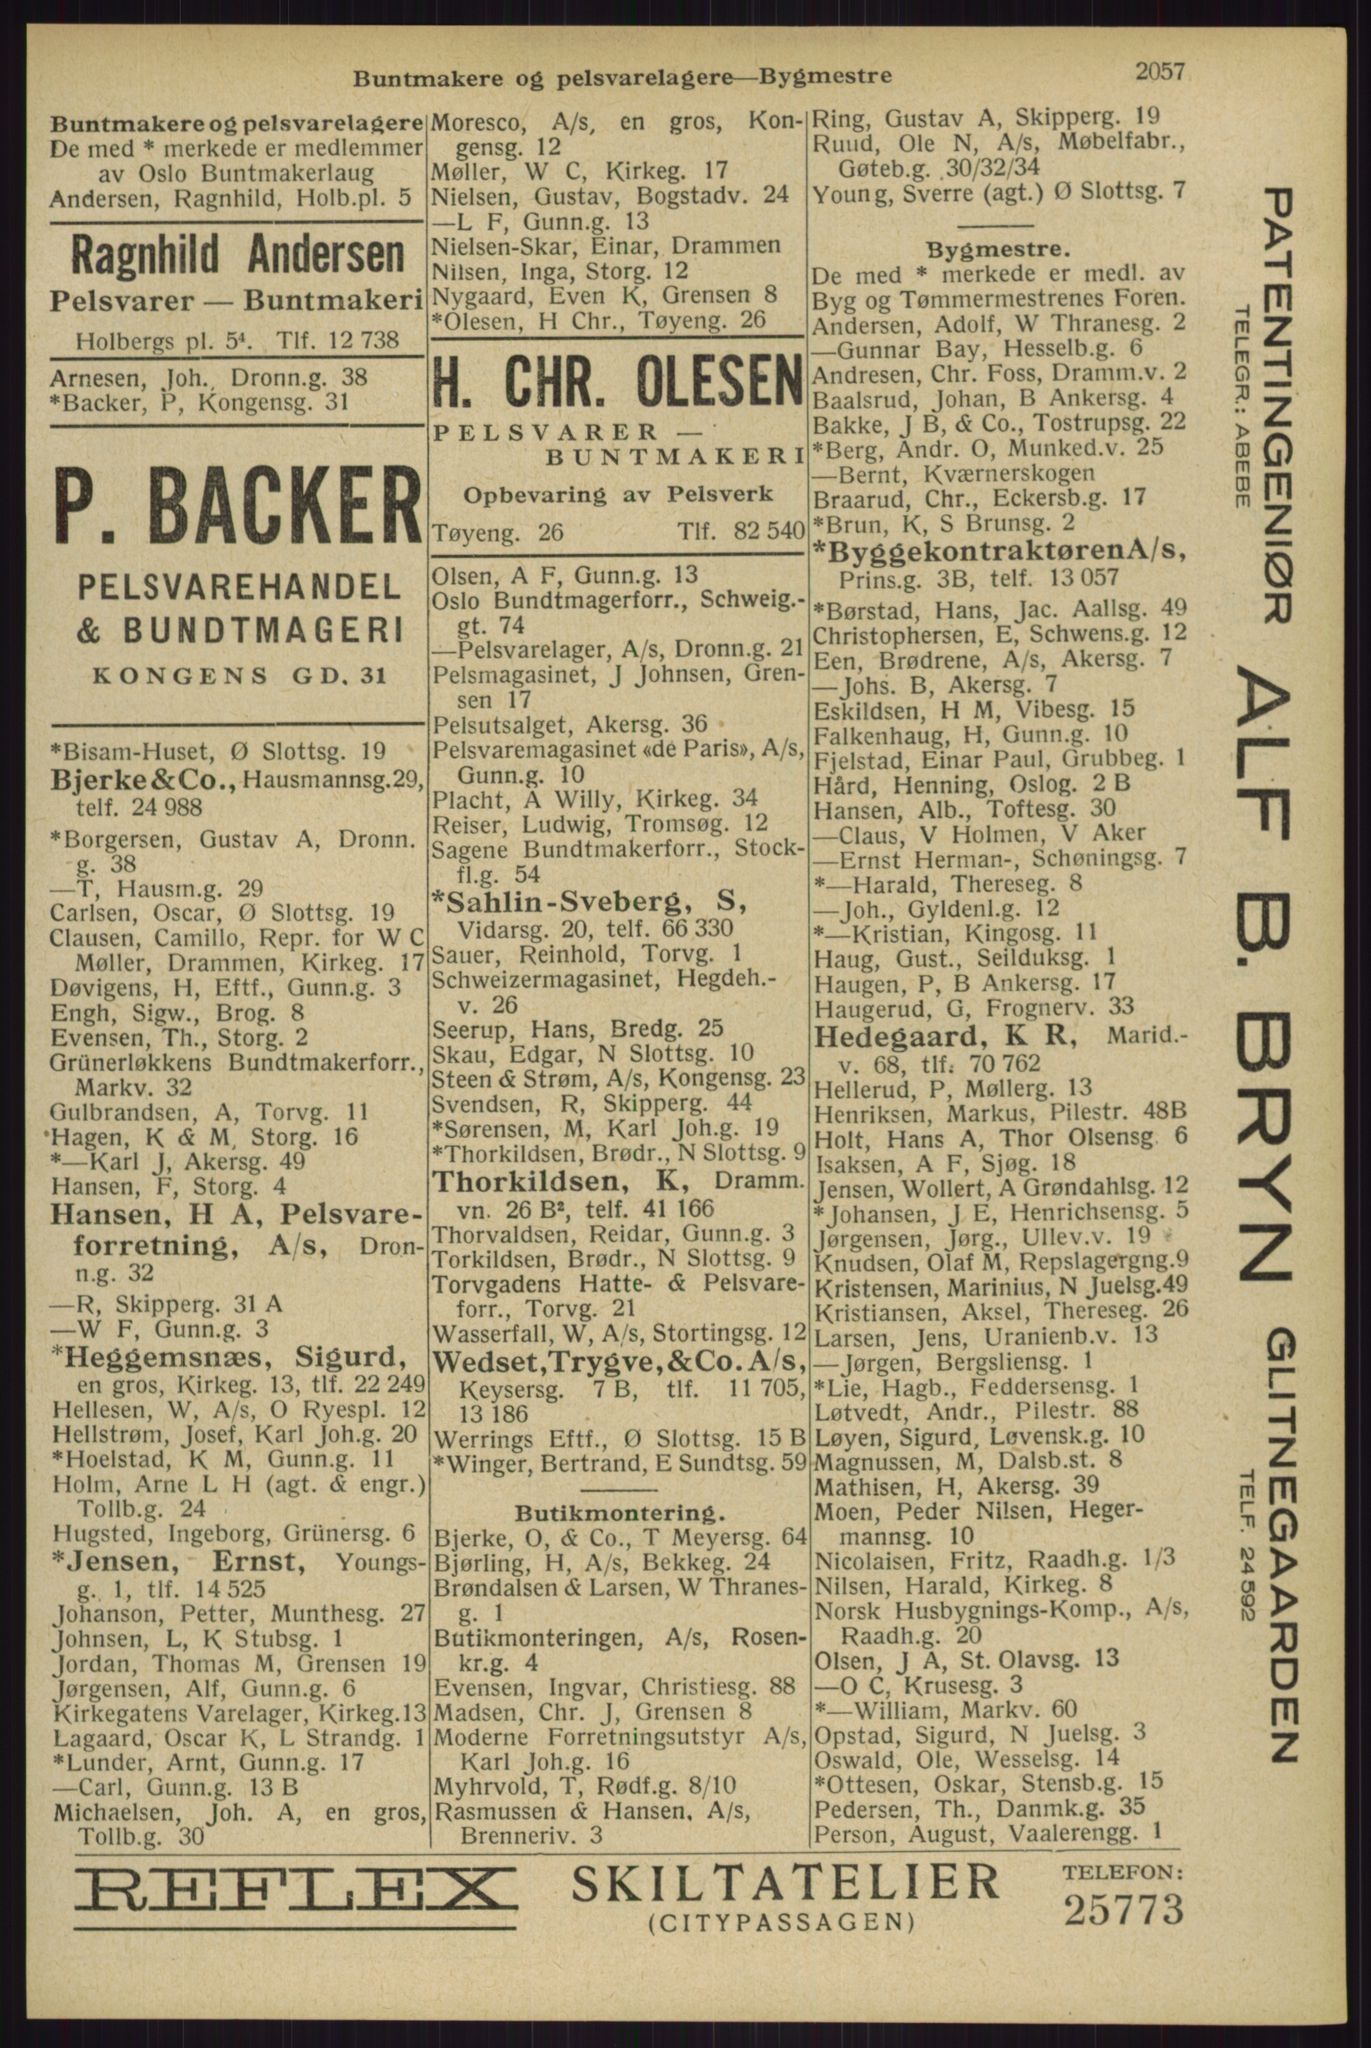 Buntmakere og pelsvarelagere—Bygmestre
2057
Buntmakere og pelsvarelagere
De med * merkede er medlemmer
av Oslo Buntmakerlaug
Andersen, Ragnhild, Holb.pl. 5
Ragnhild Andersen
Pelsvarer — Buntmakeri
Holbergs pl. 5⁴. Tlf. 12 738
Arnesen, Joh., Dronn.g. 38
*Backer, P, Kongensg. 31
P. BACKER
PELSVAREHANDEL
& BUNDTMAGERI
KONGENS GD. 31
*Bisam-Huset, Ø Slottsg. 19
Bjerke & Co., Hausmannsg. 29,
telf. 24 988
*Borgersen, Gustav A, Dronn.
g. 38
—T, Hausm.g. 29
Carlsen, Oscar, Ø Slottsg. 19
Clausen, Camillo, Repr. for W C
Møller, Drammen, Kirkeg. 17
Døvigens, H, Eftf., Gunn.g. 3
Engh, Sigw., Brog. 8
Evensen, Th., Storg. 2
Grünerløkkens Bundtmakerforr.,
Markv. 32
Gulbrandsen, A, Torvg. 11
*Hagen, K & M, Storg. 16
*—Karl J, Akersg. 49
Hansen, F, Storg. 4
Hansen, H A, Pelsvare-
forretning, A/s, Dron-
n.g. 32
—R, Skipperg. 31 A
—W F, Gunn.g. 3
*Heggemsnæs, Sigurd,
en gros, Kirkeg. 13, tlf. 22 249
Hellesen, W, A/s, O Ryespl. 12
Hellstrøm, Josef, Karl Joh.g. 20
*Hoelstad, K M, Gunn.g. 11
Holm, Arne L H (agt. & engr.)
Tollb.g. 24
Hugsted, Ingeborg, Grünersg. 6
*Jensen, Ernst, Youngs-
g. 1, tlf. 14 525
Johanson, Petter, Munthesg. 27
Johnsen, L, K Stubsg. 1
Jordan, Thomas M, Grensen 19
Jørgensen, Alf, Gunn.g. 6
Kirkegatens Varelager, Kirkeg.13
Lagaard, Oscar K, L Strandg. 1
*Lunder, Arnt, Gunn.g. 17
—Carl, Gunn.g. 13 B
Michaelsen, Joh. A, en gros,
Tollb.g. 30
Moresco, A/s, en gros, Kon-
gensg. 12
Møller, W C, Kirkeg. 17
Nielsen, Gustav, Bogstadv. 24
—L F, Gunn.g. 13
Nielsen-Skar, Einar, Drammen
Nilsen, Inga, Storg. 12
Nygaard, Even K, Grensen 8
*Olesen, H Chr., Tøyeng. 26
H. CHR. OLESEN
PELSVARER —
BUNTMAKERI
Opbevaring av Pelsverk
Tøyeng. 26 Tlf. 82 540
Olsen, A F, Gunn.g. 13
Oslo Bundtmagerforr., Schweig.-
gt. 74
—Pelsvarelager, A/s, Dronn.g. 21
Pelsmagasinet, J Johnsen, Gren-
sen 17
Pelsutsalget, Akersg. 36
Pelsvaremagasinet «de Paris», A/s,
Gunn.g. 10
Placht, A Willy, Kirkeg. 34
Reiser, Ludwig, Tromsøg. 12
Sagene Bundtmakerforr., Stock-
fl.g. 54
*Sahlin-Sveberg, S,
Vidarsg. 20, telf. 66 330
Sauer, Reinhold, Torvg. 1
Schweizermagasinet, Hegdeh.-
v. 26
Seerup, Hans, Bredg. 25
Skau, Edgar, N Slottsg. 10
Steen & Strøm, A/s, Kongensg. 23
Svendsen, R, Skipperg. 44
*Sørensen, M, Karl Joh.g. 19
*Thorkildsen, Brødr., N Slottsg. 9
Thorkildsen, K, Dramm.
vn. 26 B², telf. 41 166
Thorvaldsen, Reidar, Gunn.g. 3
Torkildsen, Brødr., N Slottsg. 9
Torvgadens Hatte- & Pelsvare-
forr., Torvg. 21
Wasserfall, W, A/s, Stortingsg. 12
Wedset, Trygve, & Co. A/s,
Keysersg. 7 B, tlf. 11 705,
13 186
Werrings Eftf., Ø Slottsg. 15 B
*Winger, Bertrand, E Sundtsg. 59
Butikmontering.
Bjerke, O, & Co., T Meyersg. 64
Bjørling, H, A/s, Bekkeg. 24
Brøndalsen & Larsen, W Thranes-
g. 1
Butikmonteringen, A/s, Rosen-
kr.g. 4
Evensen, Ingvar, Christiesg. 88
Madsen, Chr. J, Grensen 8
Moderne Forretningsutstyr A/s,
Karl Joh.g. 16
Myhrvold, T, Rødf.g. 8/10
Rasmussen & Hansen, A/s,
Brenneriv. 3
Ring, Gustav A, Skipperg. 19
Ruud, Ole N, A/s, Møbelfabr.,
Gøteb.g. 30/32/34
Young, Sverre (agt.) Ø Slottsg. 7
Bygmestre.
De med * merkede er medl. av
Byg og Tømmermestrenes Foren.
Andersen, Adolf, W Thranesg. 2
—Gunnar Bay, Hesselb.g. 6
Andresen, Chr. Foss, Dramm.v. 2
Baalsrud, Johan, B Ankersg. 4
Bakke, J B, & Co., Tostrupsg. 22
*Berg, Andr. O, Munked.v. 25
—Bernt, Kværnerskogen
Braarud, Chr., Eckersb.g. 17
*Brun, K, S Brunsg. 2
*Byggekontraktøren A/s,
Prins.g. 3B, telf. 13 057
*Børstad, Hans, Jac. Aallsg. 49
Christophersen, E, Schwens.g. 12
Een, Brødrene, A/s, Akersg. 7
—Johs. B, Akersg. 7
Eskildsen, H M, Vibesg. 15
Falkenhaug, H, Gunn.g. 10
Fjelstad, Einar Paul, Grubbeg. 1
Hård, Henning, Oslog. 2 B
Hansen, Alb., Toftesg. 30
—Claus, V Holmen, V Aker
—Ernst Herman-, Schøningsg. 7
*—Harald, Thereseg. 8
—Joh., Gyldenl.g. 12
*—Kristian, Kingosg. 11
Haug, Gust., Seilduksg. 1
Haugen, P, B Ankersg. 17
Haugerud, G, Frognerv. 33
Hedegaard, K R, Marid.-
v. 68, tlf. 70 762
Hellerud, P, Møllerg. 13
Henriksen, Markus, Pilestr. 48B
Holt, Hans A, Thor Olsensg. 6
Isaksen, A F, Sjøg. 18
Jensen, Wollert, A Grøndahlsg. 12
*Johansen, J E, Henrichsensg. 5
Jørgensen, Jørg., Ullev.v. 19
Knudsen, Olaf M, Repslagergng.9
Kristensen, Marinius, N Juelsg.49
Kristiansen, Aksel, Thereseg. 26
Larsen, Jens, Uranienb.v. 13
—Jørgen, Bergsliensg. 1
*Lie, Hagb., Feddersensg. 1
Løtvedt, Andr., Pilestr. 88
Løyen, Sigurd, Løvensk.g. 10
Magnussen, M, Dalsb.st. 8
Mathisen, H, Akersg. 39
Moen, Peder Nilsen, Heger-
mannsg. 10
Nicolaisen, Fritz, Raadh.g. 1/3
Nilsen, Harald, Kirkeg. 8
Norsk Husbygnings-Komp., A/s,
Raadh.g. 20
Olsen, J A, St. Olavsg. 13
—O C, Krusesg. 3
*—William, Markv. 60
Opstad, Sigurd, N Juelsg. 3
Oswald, Ole, Wesselsg. 14
*Ottesen, Oskar, Stensb.g. 15
Pedersen, Th., Danmk.g. 35
Person, August, Vaalerengg. 1
PATENTINGENIØR ALF B. BRYN GLITNEGAARDEN
TELEGR.: ABEBE
TELF. 24 592
REFLEX SKILTATELIER
(CITYPASSAGEN)
TELEFON:
25773